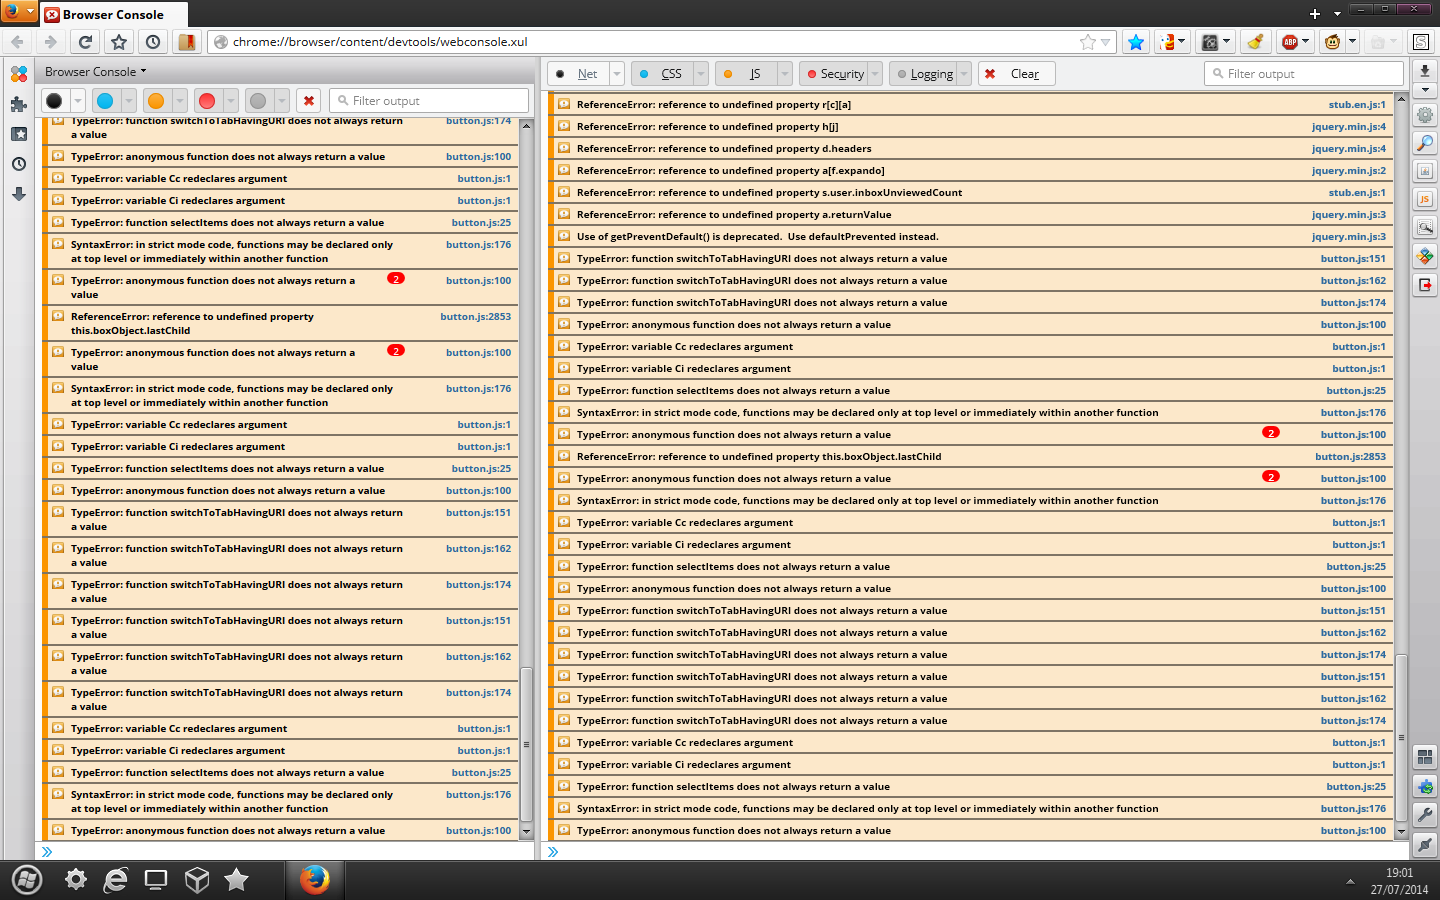 Browser Console
chrome://browser/content/devtools/webconsole.xul
ABP
S
Browser Console
Filter output
TypeError: function switchToTabHavingURI does not always return button.js:174
a value
TypeError: anonymous function does not always return a value button.js:100
TypeError: variable Cc redeclares argument button.js:1
TypeError: variable Ci redeclares argument button.js:1
TypeError: function selectItems does not always return a value button.js:25
SyntaxError: in strict mode code, functions may be declared only button.js:176
at top level or immediately within another function
TypeError: anonymous function does not always return a 2 button.js:100
value
ReferenceError: reference to undefined property button.js:2853
this.boxObject.lastChild
TypeError: anonymous function does not always return a 2 button.js:100
value
SyntaxError: in strict mode code, functions may be declared only button.js:176
at top level or immediately within another function
TypeError: variable Cc redeclares argument button.js:1
TypeError: variable Ci redeclares argument button.js:1
TypeError: function selectItems does not always return a value button.js:25
TypeError: anonymous function does not always return a value button.js:100
TypeError: function switchToTabHavingURI does not always return button.js:151
a value
TypeError: function switchToTabHavingURI does not always return button.js:162
a value
TypeError: function switchToTabHavingURI does not always return button.js:174
a value
TypeError: function switchToTabHavingURI does not always return button.js:151
a value
TypeError: function switchToTabHavingURI does not always return button.js:162
a value
TypeError: function switchToTabHavingURI does not always return button.js:174
a value
TypeError: variable Cc redeclares argument button.js:1
TypeError: variable Ci redeclares argument button.js:1
TypeError: function selectItems does not always return a value button.js:25
SyntaxError: in strict mode code, functions may be declared only button.js:176
at top level or immediately within another function
TypeError: anonymous function does not always return a value button.js:100
Net CSS JS Security Logging Clear Filter output
ReferenceError: reference to undefined property r[c][a] stub.en.js:1
ReferenceError: reference to undefined property h[j] jquery.min.js:4
ReferenceError: reference to undefined property d.headers jquery.min.js:4
ReferenceError: reference to undefined property a[f.expando] jquery.min.js:2
ReferenceError: reference to undefined property s.user.inboxUnviewedCount stub.en.js:1
ReferenceError: reference to undefined property a.returnValue jquery.min.js:3
Use of getPreventDefault() is deprecated.  Use defaultPrevented instead. jquery.min.js:3
TypeError: function switchToTabHavingURI does not always return a value button.js:151
TypeError: function switchToTabHavingURI does not always return a value button.js:162
TypeError: function switchToTabHavingURI does not always return a value button.js:174
TypeError: anonymous function does not always return a value button.js:100
TypeError: variable Cc redeclares argument button.js:1
TypeError: variable Ci redeclares argument button.js:1
TypeError: function selectItems does not always return a value button.js:25
SyntaxError: in strict mode code, functions may be declared only at top level or immediately within another function button.js:176
TypeError: anonymous function does not always return a value 2 button.js:100
ReferenceError: reference to undefined property this.boxObject.lastChild button.js:2853
TypeError: anonymous function does not always return a value 2 button.js:100
SyntaxError: in strict mode code, functions may be declared only at top level or immediately within another function button.js:176
TypeError: variable Cc redeclares argument button.js:1
TypeError: variable Ci redeclares argument button.js:1
TypeError: function selectItems does not always return a value button.js:25
TypeError: anonymous function does not always return a value button.js:100
TypeError: function switchToTabHavingURI does not always return a value button.js:151
TypeError: function switchToTabHavingURI does not always return a value button.js:162
TypeError: function switchToTabHavingURI does not always return a value button.js:174
TypeError: function switchToTabHavingURI does not always return a value button.js:151
TypeError: function switchToTabHavingURI does not always return a value button.js:162
TypeError: function switchToTabHavingURI does not always return a value button.js:174
TypeError: variable Cc redeclares argument button.js:1
TypeError: variable Ci redeclares argument button.js:1
TypeError: function selectItems does not always return a value button.js:25
SyntaxError: in strict mode code, functions may be declared only at top level or immediately within another function button.js:176
TypeError: anonymous function does not always return a value button.js:100
JS
19:01
27/07/2014